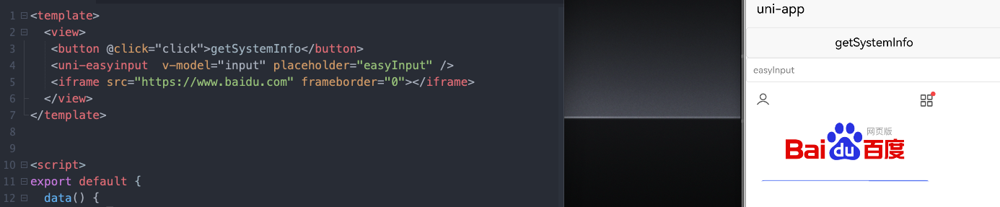 1 <template>
2 <view>
3 <button @click="click">getSystemInfo</button>
4 <uni-easyinput v-model="input" placeholder="easyInput" />
5 <iframe src="https://www.baidu.com" frameborder="0"></iframe>
6 </view>
7 </template>
8
9
10 <script>
11 export default {
12 data() {
uni-app
getSystemInfo
easyInput
网页版
Bai du 百度